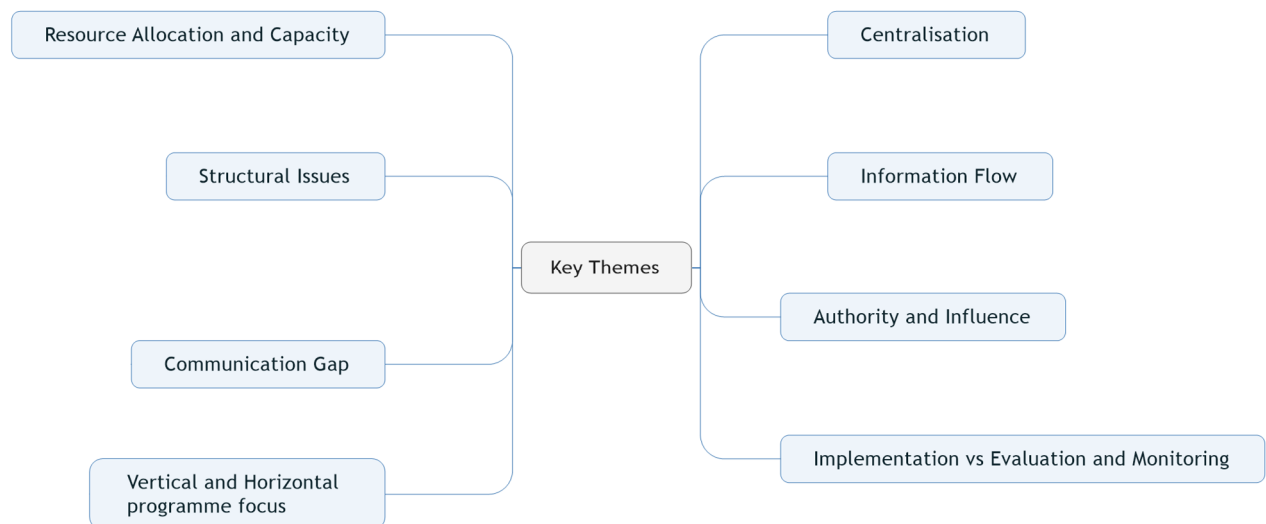 Resource Allocation and Capacity
Structural Issues
Communication Gap
Vertical and Horizontal
programme focus
Key Themes
Centralisation
Information Flow
Authority and Influence
Implementation vs Evaluation and Monitoring